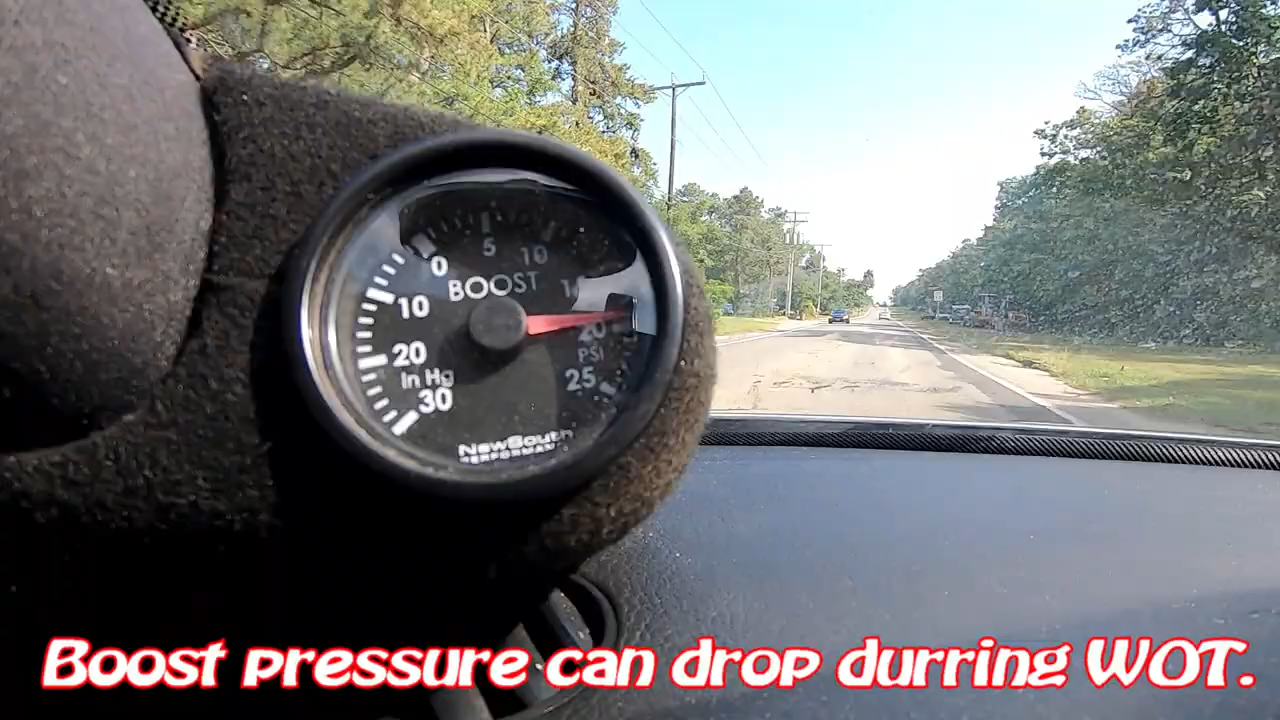 5
10
0
BOOST
10
20
20
PSI
In Hg
25
30
NewSouth
PERFORMAN
Boost pressure can drop durring WOT.